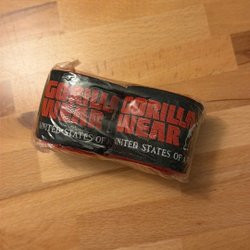 GORILLA GORILLA
WEAR WEAR
UNITED STATES OF UNITED STATES OF